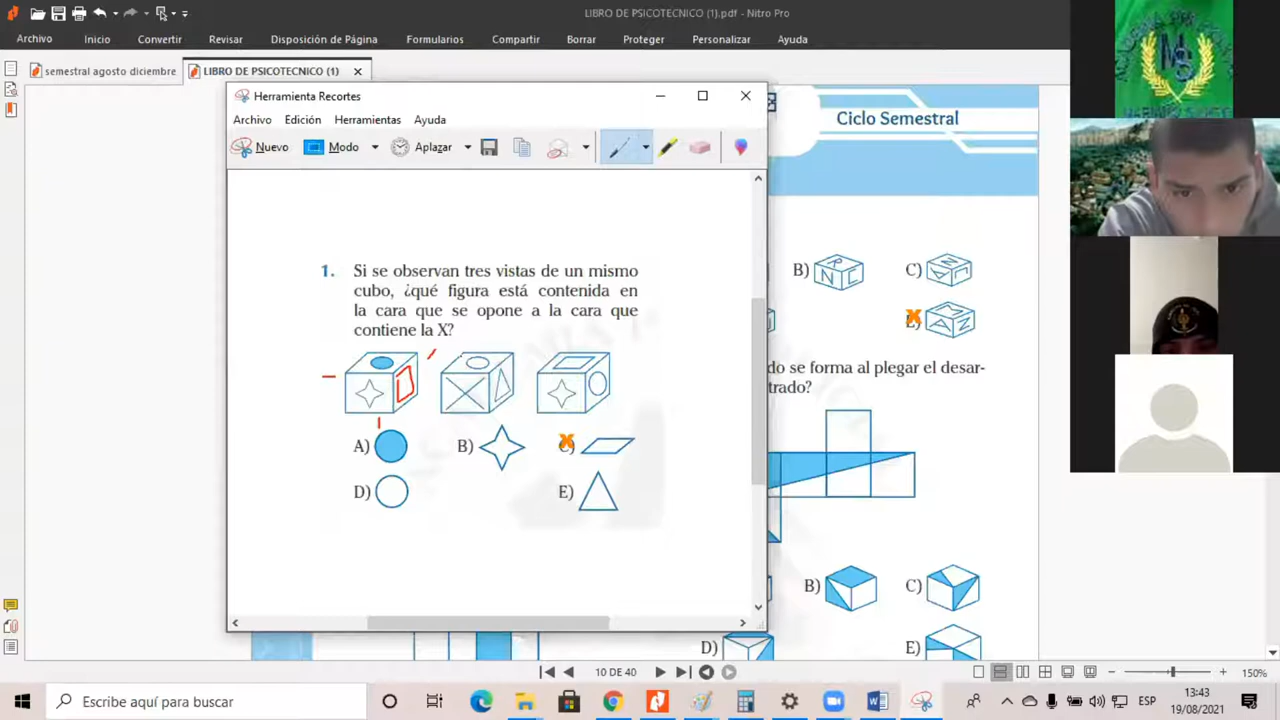 LIBRO DE PSICOTECNICO (1).pdf - Nitro Pro
Archivo Inicio Convertir Revisar Disposición de Página Formularios Compartir Borrar Proteger Personalizar Ayuda
semestral agosto diciembre LIBRO DE PSICOTECNICO (1)
Herramienta Recortes
Archivo Edición Herramientas Ayuda
Nuevo Modo Aplazar
Ciclo Semestral
1. Si se observan tres vistas de un mismo
cubo, ¿qué figura está contenida en
la cara que se opone a la cara que
contiene la X?
A) B) C)
D) E)
B) C)
E)
do se forma al plegar el desar-
trado?
B) C)
D) E)
10 DE 40
150%
Escribe aquí para buscar
ESP
13:43
19/08/2021